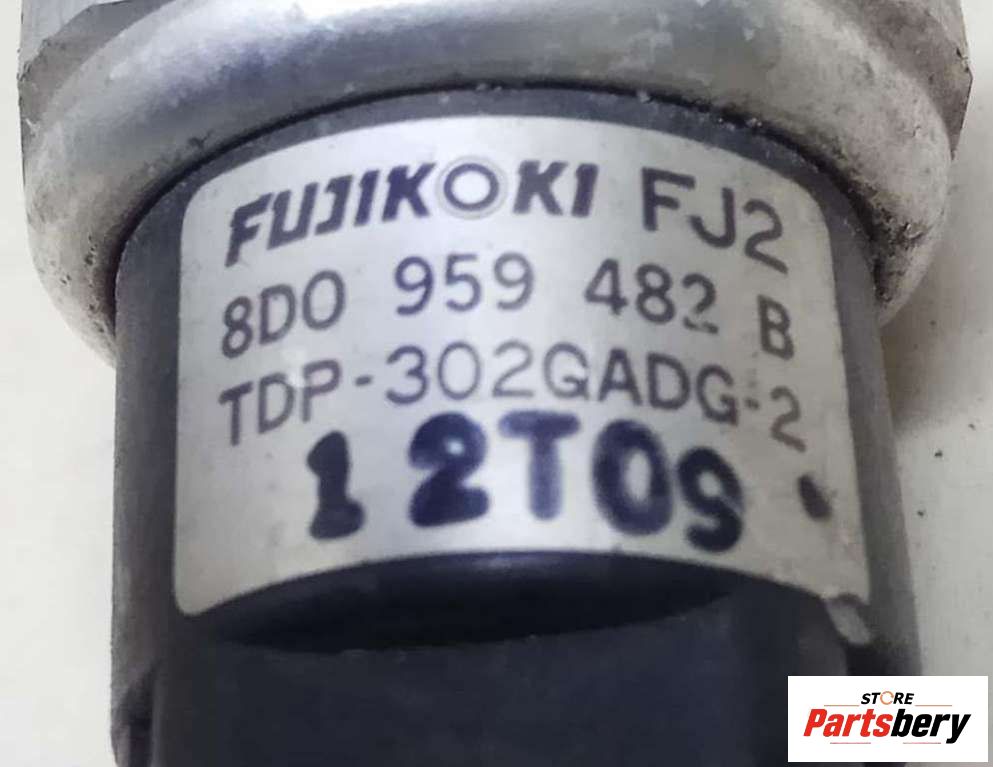 FUJIKOKI FJ2
8D0 959 482 B
TDP-302GADG-2
12T09
STORE
Partsbery